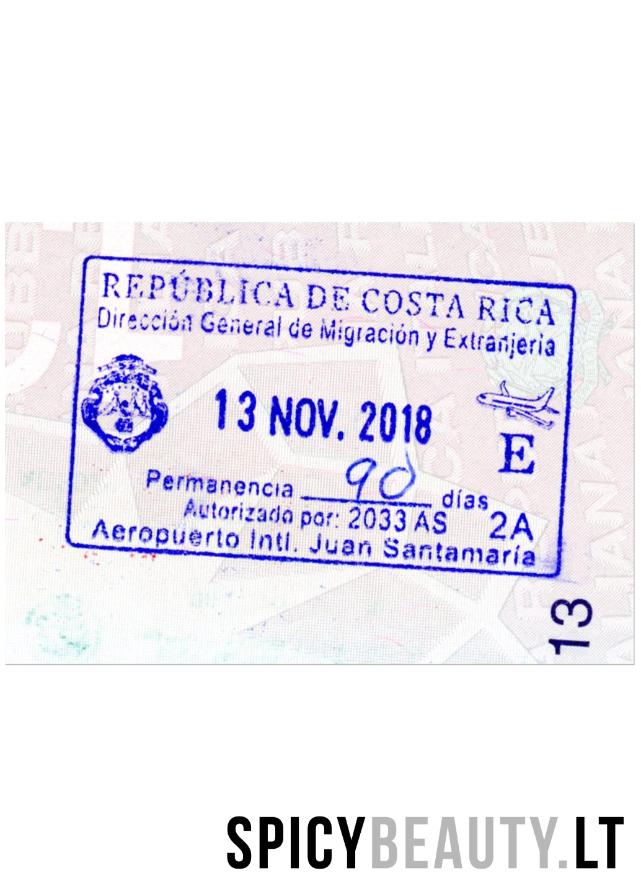 REPÚBLICA DE COSTA RICA
Dirección General de Migración y Extranjería
13 NOV. 2018
E
Permanencia 90 días
Autorizado por: 2033 AS 2A
Aeropuerto Intl. Juan Santamaría
13
SPICYBEAUTY.LT